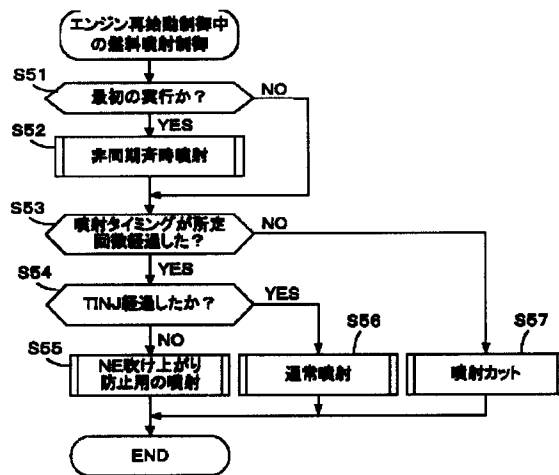 エンジン再始動制御中
の燃料噴射制御
S51
最初の実行か?
NO
YES
S52
非同期斉時噴射
S53
噴射タイミングが所定
回数経過した?
NO
YES
S54
TINJ経過したか?
YES
NO
S55
NE吹け上がり
防止用の噴射
S56
通常噴射
S57
噴射カット
END